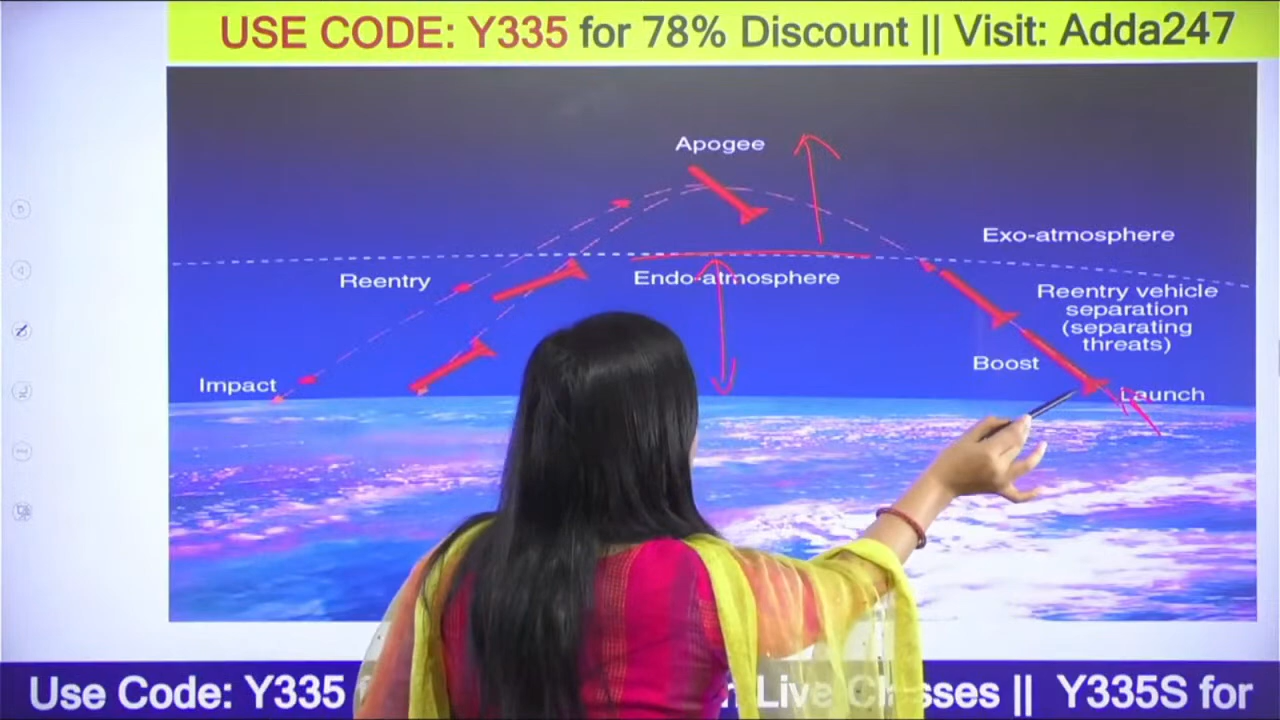 USE CODE: Y335 for 78% Discount || Visit: Adda247
Apogee
Exo-atmosphere
Reentry
Endo-atmosphere
Reentry vehicle
separation
(separating
threats)
Boost
Impact
Launch
Use Code: Y335 Live Classes || Y335S for